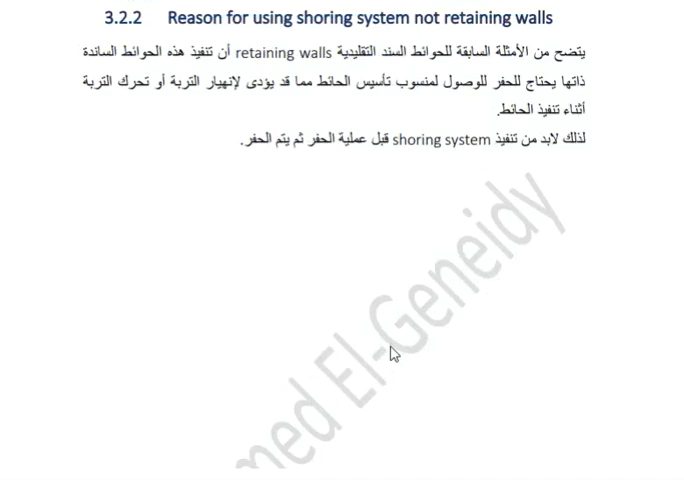 3.2.2 Reason for using shoring system not retaining walls
يتضح من الأمثلة السابقة للحوائط السند التقليدية retaining walls أن تنفيذ هذه الحوائط الساندة
ذاتها يحتاج للحفر للوصول لمنسوب تأسيس الحائط مما قد يؤدى لإنهيار التربة أو تحرك التربة
أثناء تنفيذ الحائط.
لذلك لابد من تنفيذ shoring system قبل عملية الحفر ثم يتم الحفر.
med El-Geneidy